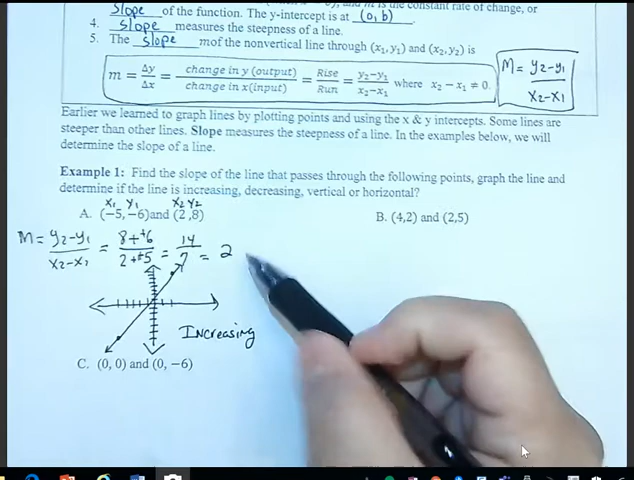 Slope of the function. The y-intercept is at (0, b).
4. slope measures the steepness of a line.
5. The slope m of the nonvertical line through (x₁, y₁) and (x₂, y₂) is
m = Δy/Δx = change in y (output)/change in x(input) = Rise/Run = y₂−y₁/x₂−x₁ where x₂ − x₁ ≠ 0.
M = y₂-y₁/x₂-x₁
Earlier we learned to graph lines by plotting points and using the x & y intercepts. Some lines are
steeper than other lines. Slope measures the steepness of a line. In the examples below, we will
determine the slope of a line.
Example 1: Find the slope of the line that passes through the following points, graph the line and
determine if the line is increasing, decreasing, vertical or horizontal?
x₁ y₁ x₂ y₂
A. (−5, −6)and (2,8)
B. (4,2) and (2,5)
M = y₂-y₁/x₂-x₁ = 8++6/2++5 = 14/7 = 2
Increasing
C. (0, 0) and (0, −6)